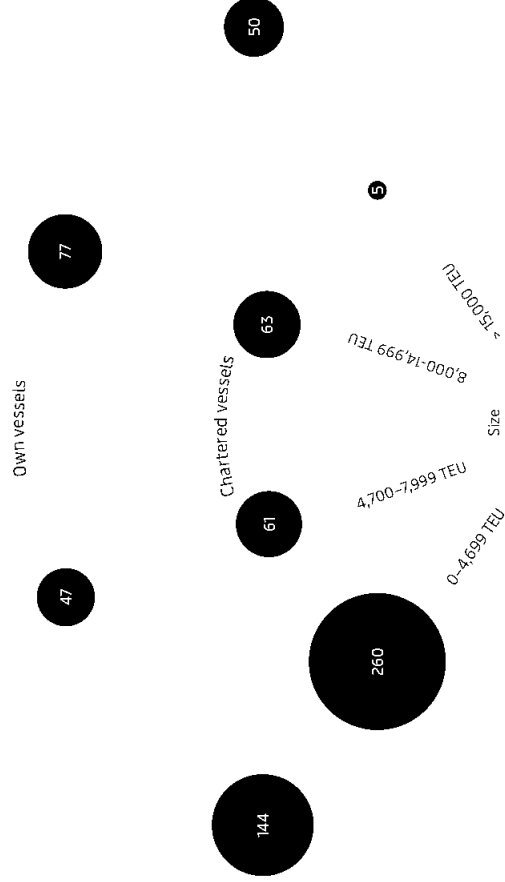 Own vessels
47
77
144
50
Chartered vessels
61
63
260
5
0–4,699 TEU
4,700–7,999 TEU
8,000–14,999 TEU
> 15,000 TEU
Size